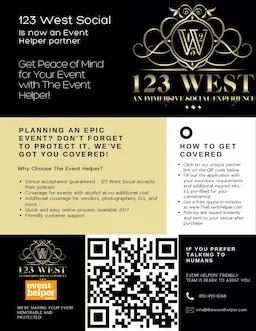 123 West Social
Is now an Event
Helper partner
Get Peace of Mind
for Your Event
with The Event
Helper!
W
123 WEST
AN IMMERSIVE SOCIAL EXPERIENCE
PLANNING AN EPIC
EVENT? DON'T FORGET
TO PROTECT IT, WE'VE
GOT YOU COVERED!
Why Choose The Event Helper?
Venue acceptance guaranteed - 123 West Social accepts
their policies!
Coverage for events with alcohol at no additional cost
Additional coverage for vendors, photographers, DJs, and
more
Quick and easy online process, available 24/7
Friendly customer support
HOW TO GET
COVERED
Click on our unique partner
link or the QR code below
Fill out the application with
your insurance requirements
and additional insured info -
it's pre-filled for your
convenience!
Get a free quote in minutes
at www.TheEventHelper.com
Policies are issued instantly
and sent to your venue after
purchase
123 WEST
event
helper
WE'RE MAKING YOUR EVENT
MEMORABLE AND
PROTECTED!
IF YOU PREFER
TALKING TO
HUMANS
EVENT HELPERS FRIENDLY
TEAM IS READY TO ASSIST YOU
855-493-8368
info@theeventhelper.com